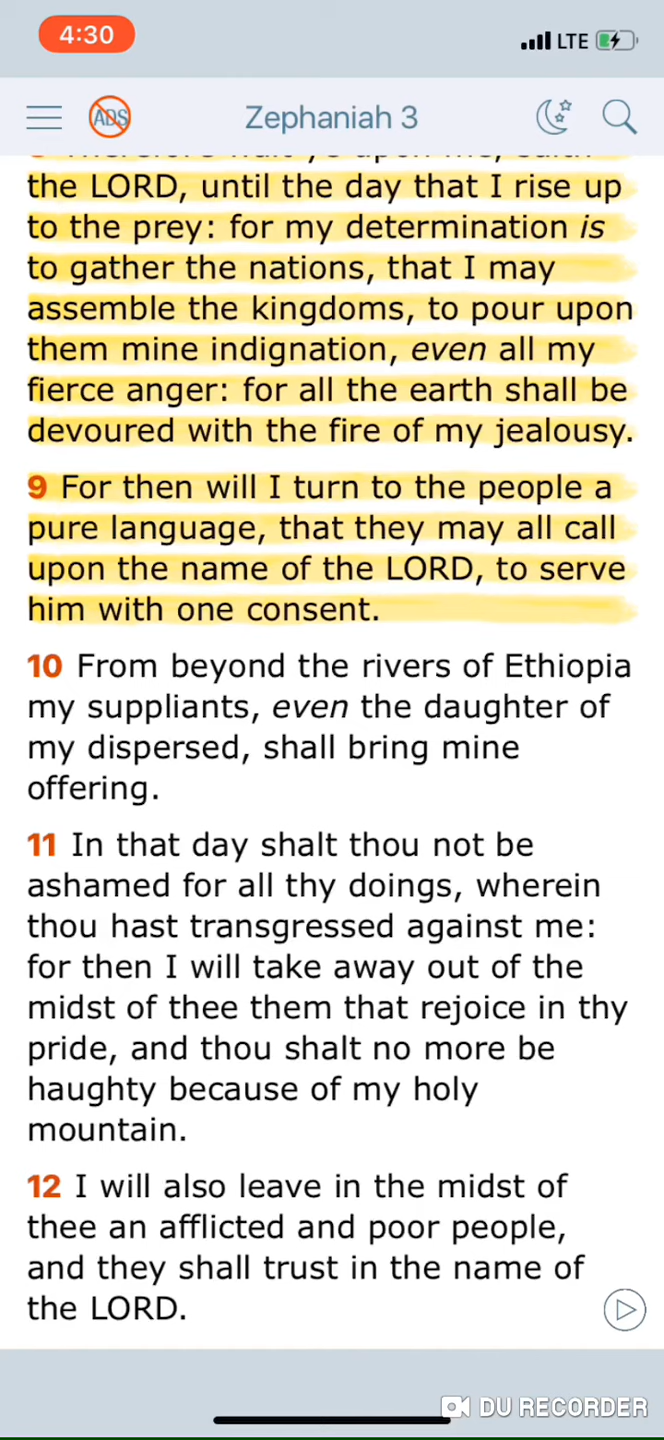 4:30
LTE
ADS
Zephaniah 3
the LORD, until the day that I rise up
to the prey: for my determination is
to gather the nations, that I may
assemble the kingdoms, to pour upon
them mine indignation, even all my
fierce anger: for all the earth shall be
devoured with the fire of my jealousy.
9 For then will I turn to the people a
pure language, that they may all call
upon the name of the LORD, to serve
him with one consent.
10 From beyond the rivers of Ethiopia
my suppliants, even the daughter of
my dispersed, shall bring mine
offering.
11 In that day shalt thou not be
ashamed for all thy doings, wherein
thou hast transgressed against me:
for then I will take away out of the
midst of thee them that rejoice in thy
pride, and thou shalt no more be
haughty because of my holy
mountain.
12 I will also leave in the midst of
thee an afflicted and poor people,
and they shall trust in the name of
the LORD.
DU RECORDER